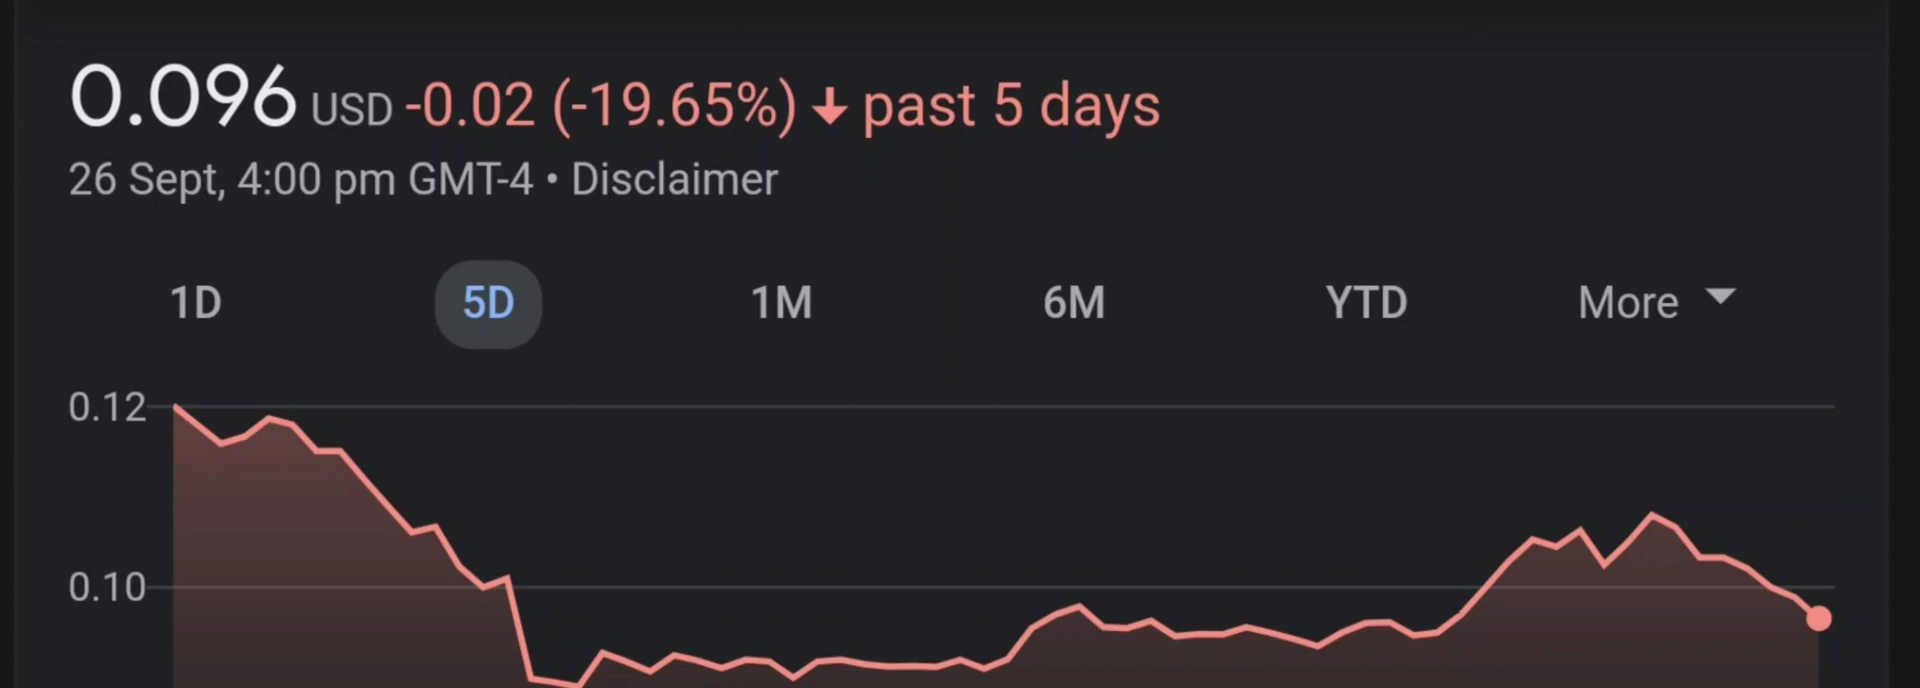 0.096 USD -0.02 (-19.65%) ↓ past 5 days
26 Sept, 4:00 pm GMT-4 • Disclaimer
1D 5D 1M 6M YTD More
0.12
0.10